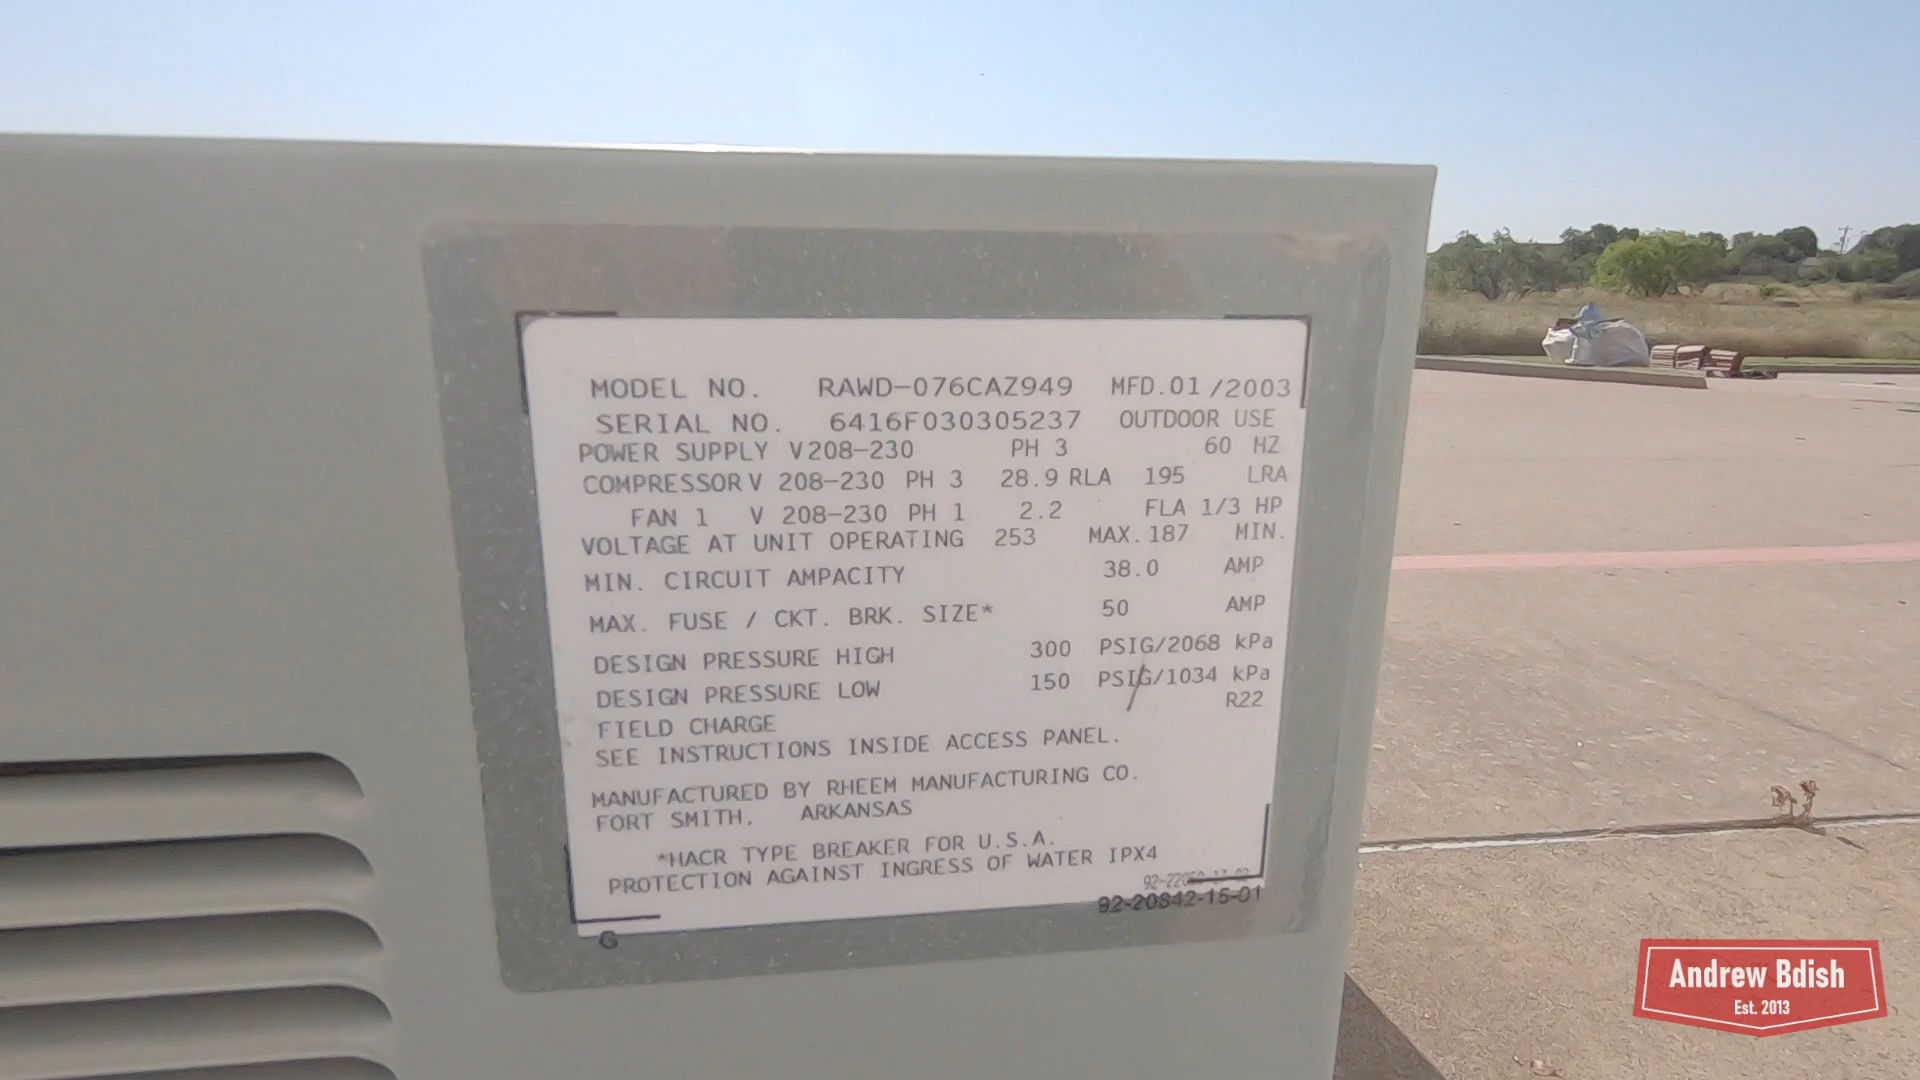 MODEL NO. RAWD-076CAZ949 MFD.01/2003
SERIAL NO. 6416F030305237 OUTDOOR USE
POWER SUPPLY V208-230 PH 3 60 HZ
COMPRESSOR V 208-230 PH 3 28.9 RLA 195 LRA
FAN 1 V 208-230 PH 1 2.2 FLA 1/3 HP
VOLTAGE AT UNIT OPERATING 253 MAX. 187 MIN.
MIN. CIRCUIT AMPACITY 38.0 AMP
MAX. FUSE / CKT. BRK. SIZE* 50 AMP
DESIGN PRESSURE HIGH 300 PSIG/2068 kPa
DESIGN PRESSURE LOW 150 PSIG/1034 kPa
FIELD CHARGE R22
SEE INSTRUCTIONS INSIDE ACCESS PANEL.
MANUFACTURED BY RHEEM MANUFACTURING CO.
FORT SMITH, ARKANSAS
*HACR TYPE BREAKER FOR U.S.A.
PROTECTION AGAINST INGRESS OF WATER IPX4
92-20842-15-01
G
Andrew Bdish
Est. 2013